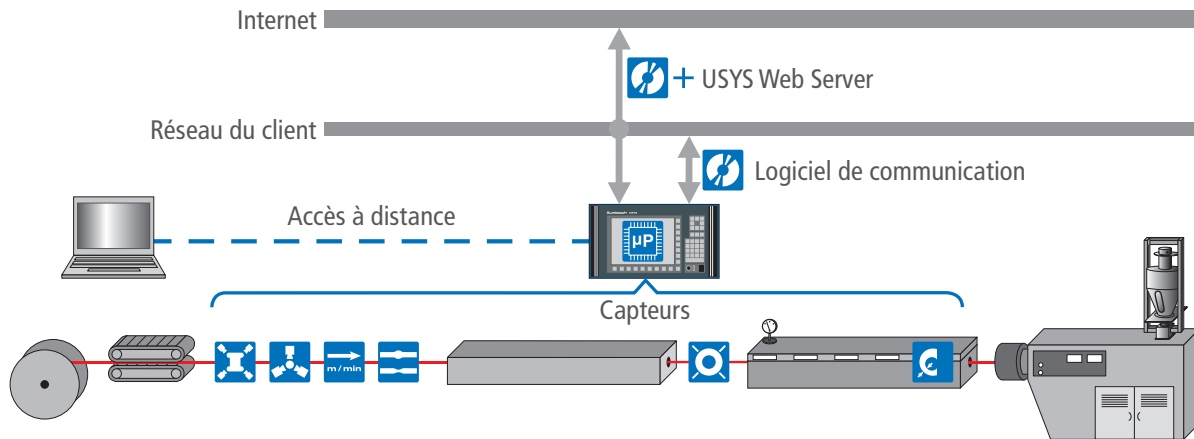 Internet
+ USYS Web Server
Réseau du client
Logiciel de communication
Accès à distance
µP
Capteurs
m/min